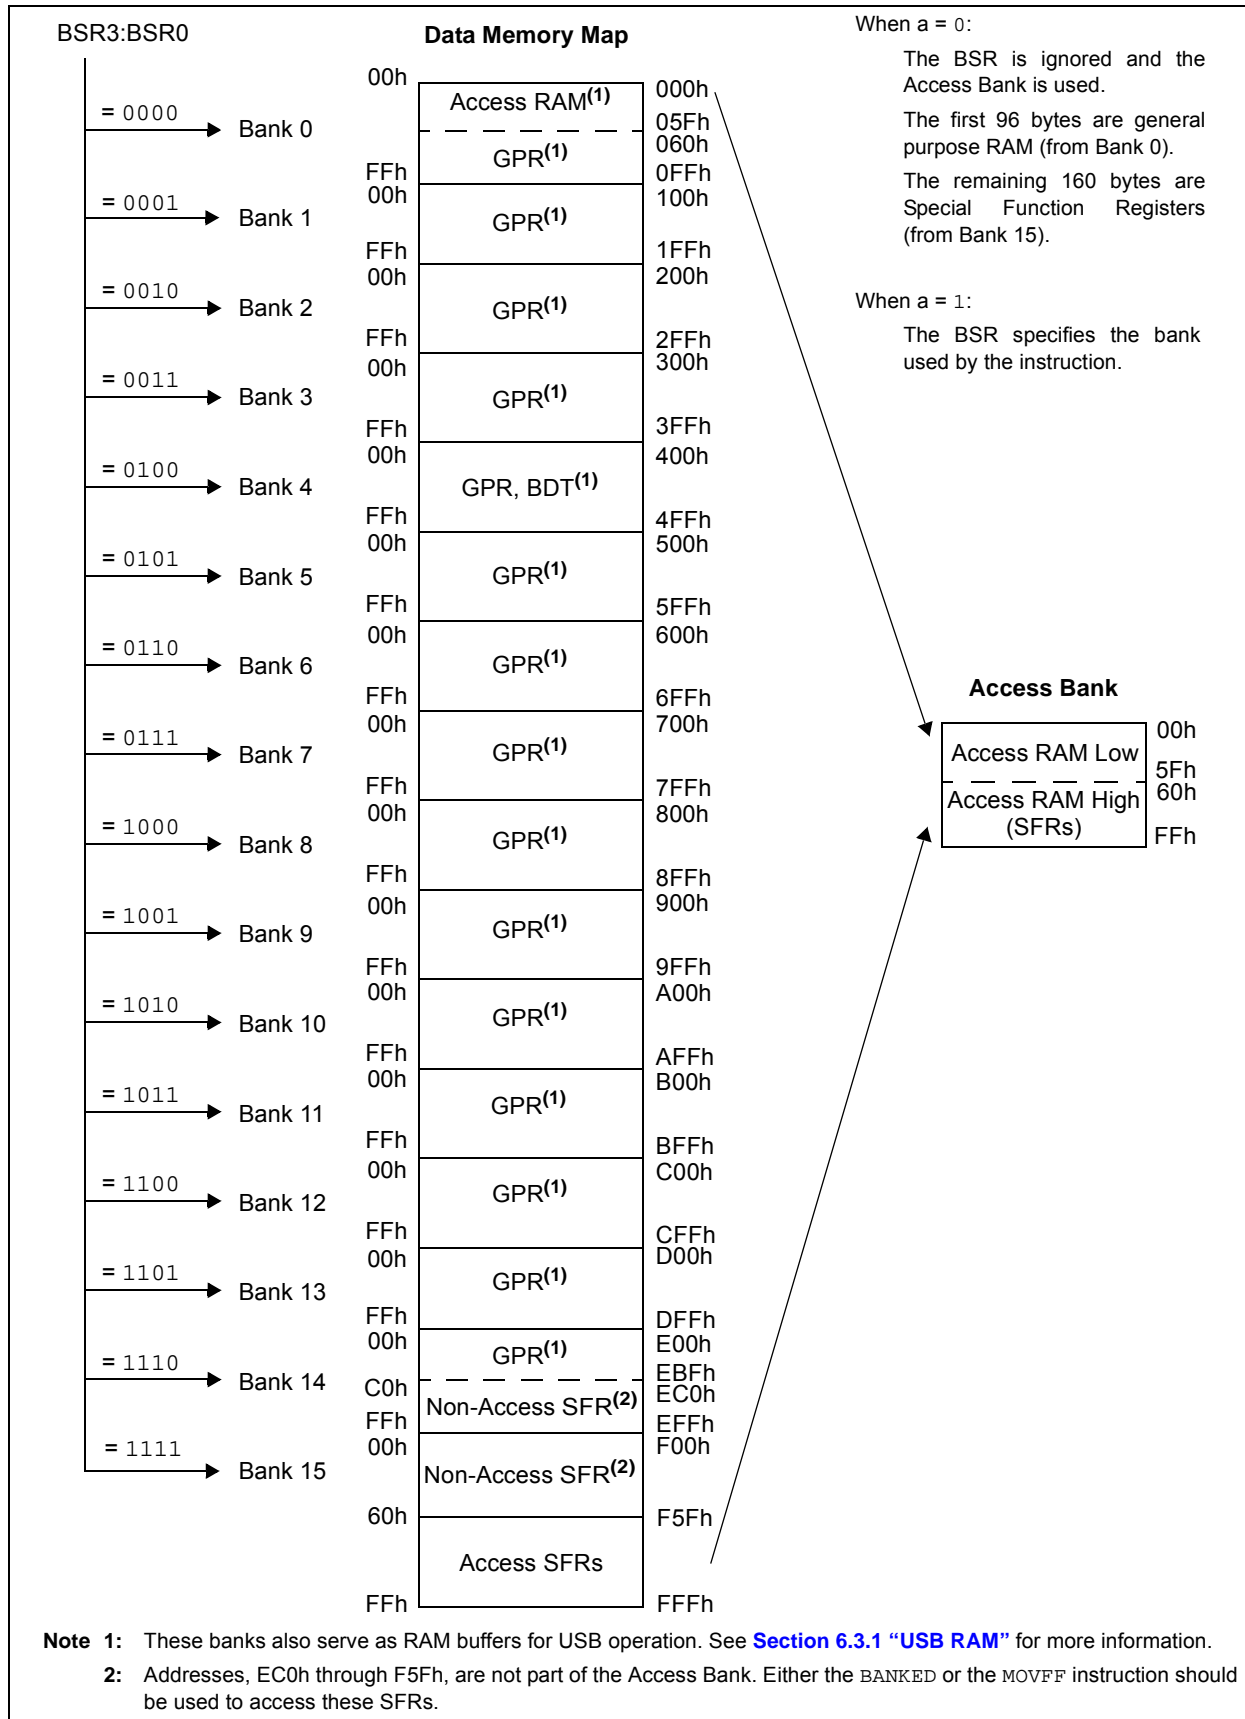 BSR3:BSR0
Data Memory Map
When a = 0:
The BSR is ignored and the
Access Bank is used.
The first 96 bytes are general
purpose RAM (from Bank 0).
The remaining 160 bytes are
Special Function Registers
(from Bank 15).
When a = 1:
The BSR specifies the bank
used by the instruction.
= 0000
Bank 0
00h
Access RAM(1)
000h
05Fh
060h
GPR(1)
FFh
0FFh
= 0001
Bank 1
00h
GPR(1)
100h
FFh
1FFh
= 0010
Bank 2
00h
GPR(1)
200h
FFh
2FFh
= 0011
Bank 3
00h
GPR(1)
300h
FFh
3FFh
= 0100
Bank 4
00h
GPR, BDT(1)
400h
FFh
4FFh
= 0101
Bank 5
00h
GPR(1)
500h
FFh
5FFh
= 0110
Bank 6
00h
GPR(1)
600h
FFh
6FFh
= 0111
Bank 7
00h
GPR(1)
700h
FFh
7FFh
= 1000
Bank 8
00h
GPR(1)
800h
FFh
8FFh
= 1001
Bank 9
00h
GPR(1)
900h
FFh
9FFh
= 1010
Bank 10
00h
GPR(1)
A00h
FFh
AFFh
= 1011
Bank 11
00h
GPR(1)
B00h
FFh
BFFh
= 1100
Bank 12
00h
GPR(1)
C00h
FFh
CFFh
= 1101
Bank 13
00h
GPR(1)
D00h
FFh
DFFh
= 1110
Bank 14
00h
GPR(1)
E00h
EBFh
C0h
Non-Access SFR(2)
EC0h
FFh
EFFh
= 1111
Bank 15
00h
Non-Access SFR(2)
F00h
60h
F5Fh
Access SFRs
FFh
FFFh
Access Bank
Access RAM Low
00h
5Fh
Access RAM High
(SFRs)
60h
FFh
Note 1: These banks also serve as RAM buffers for USB operation. See Section 6.3.1 “USB RAM” for more information.
2: Addresses, EC0h through F5Fh, are not part of the Access Bank. Either the BANKED or the MOVFF instruction should
be used to access these SFRs.